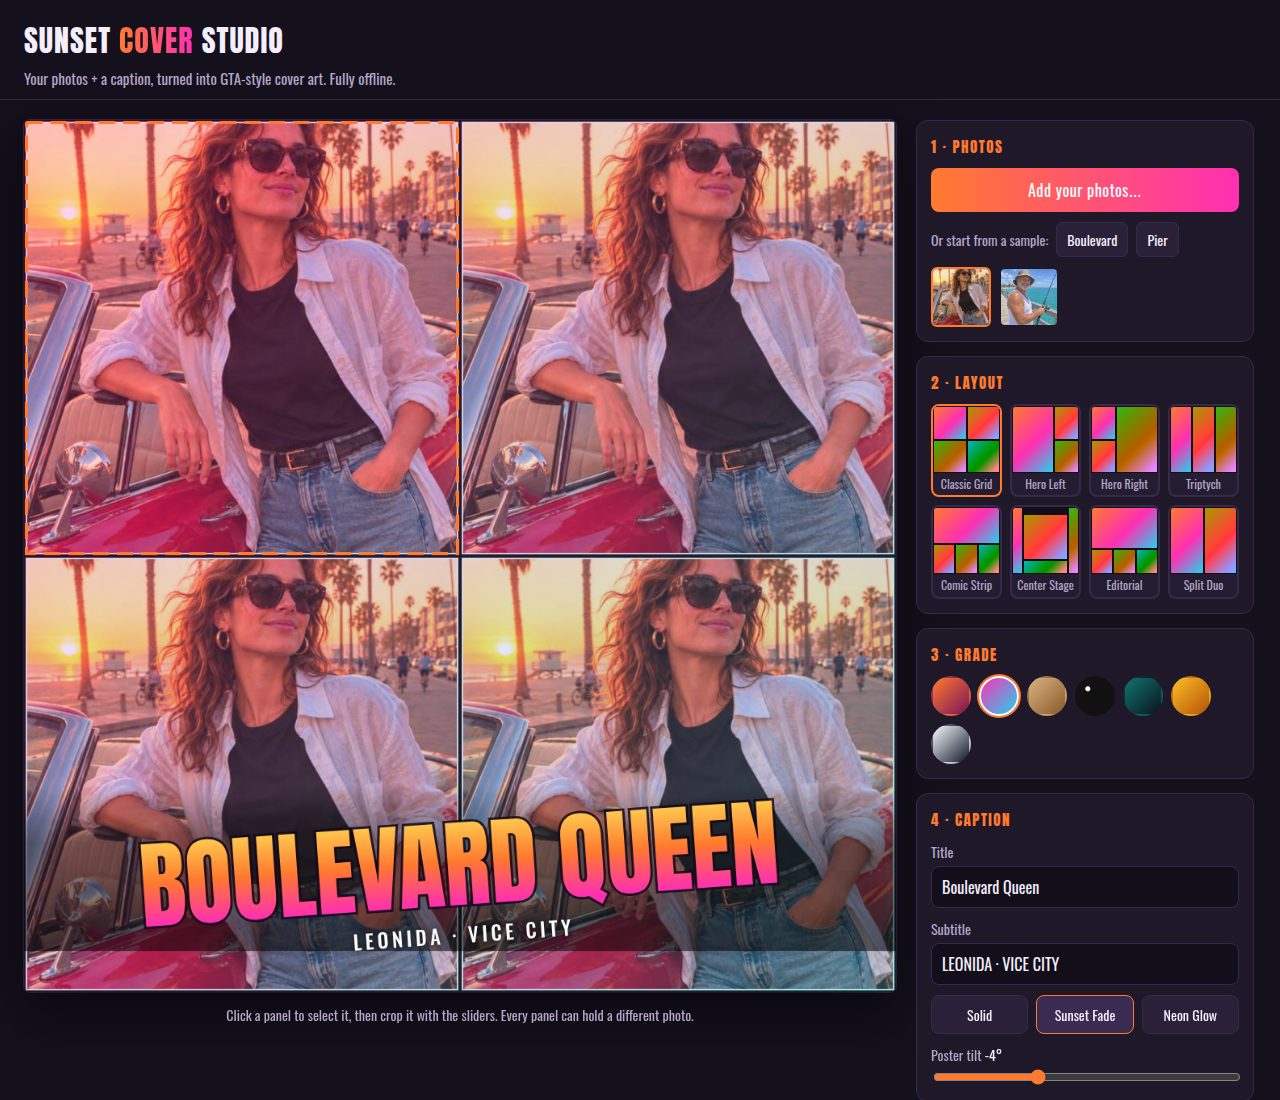 SUNSET COVER STUDIO
Your photos + a caption, turned into GTA-style cover art. Fully offline.
BOULEVARD QUEEN
LEONIDA · VICE CITY
Click a panel to select it, then crop it with the sliders. Every panel can hold a different photo.
1 · PHOTOS
Add your photos...
Or start from a sample: Boulevard Pier
2 · LAYOUT
Classic Grid Hero Left Hero Right Triptych
Comic Strip Center Stage Editorial Split Duo
3 · GRADE
4 · CAPTION
Title
Boulevard Queen
Subtitle
LEONIDA · VICE CITY
Solid Sunset Fade Neon Glow
Poster tilt -4°